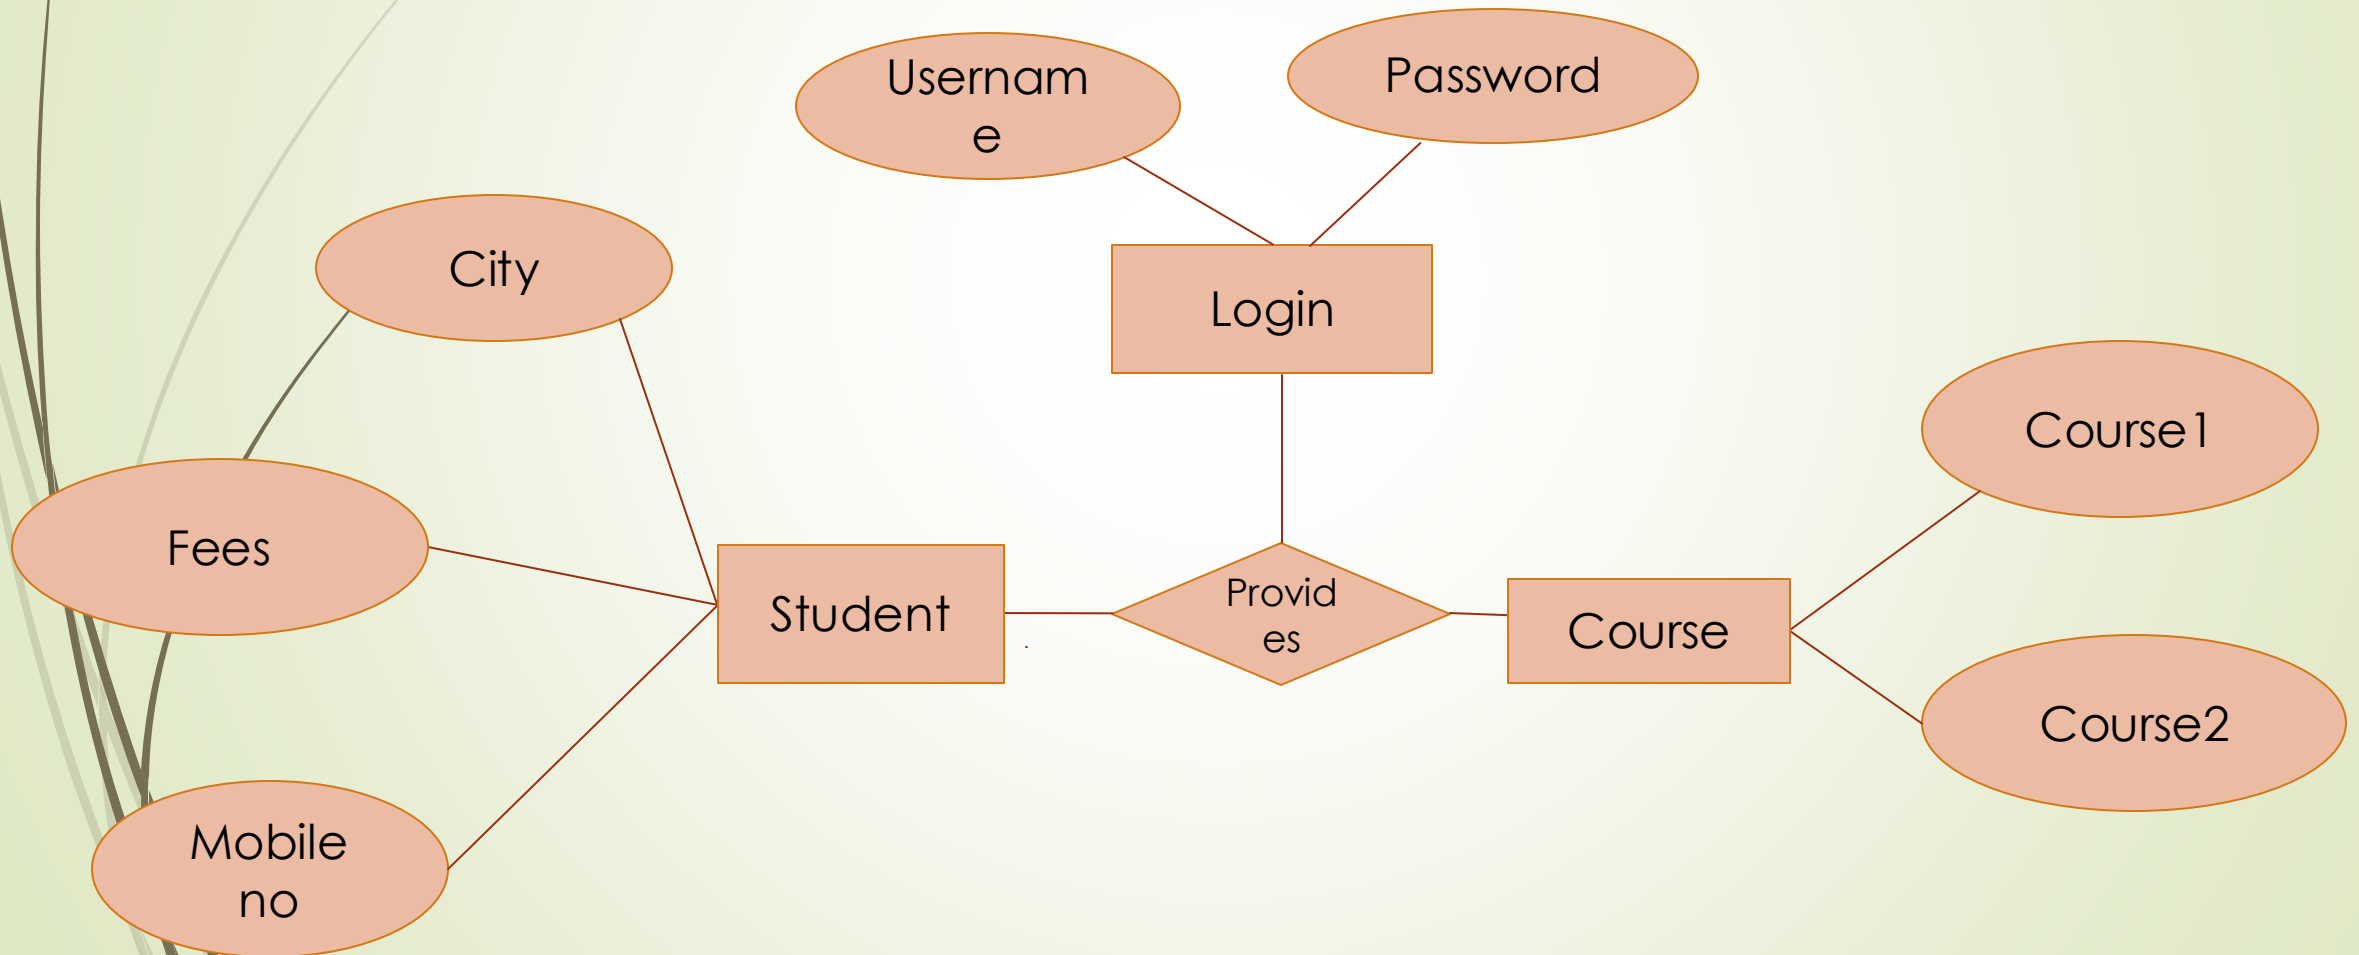 Usernam
e
Password
City
Login
Course1
Fees
Provid
es
Student
Course
Course2
Mobile
no